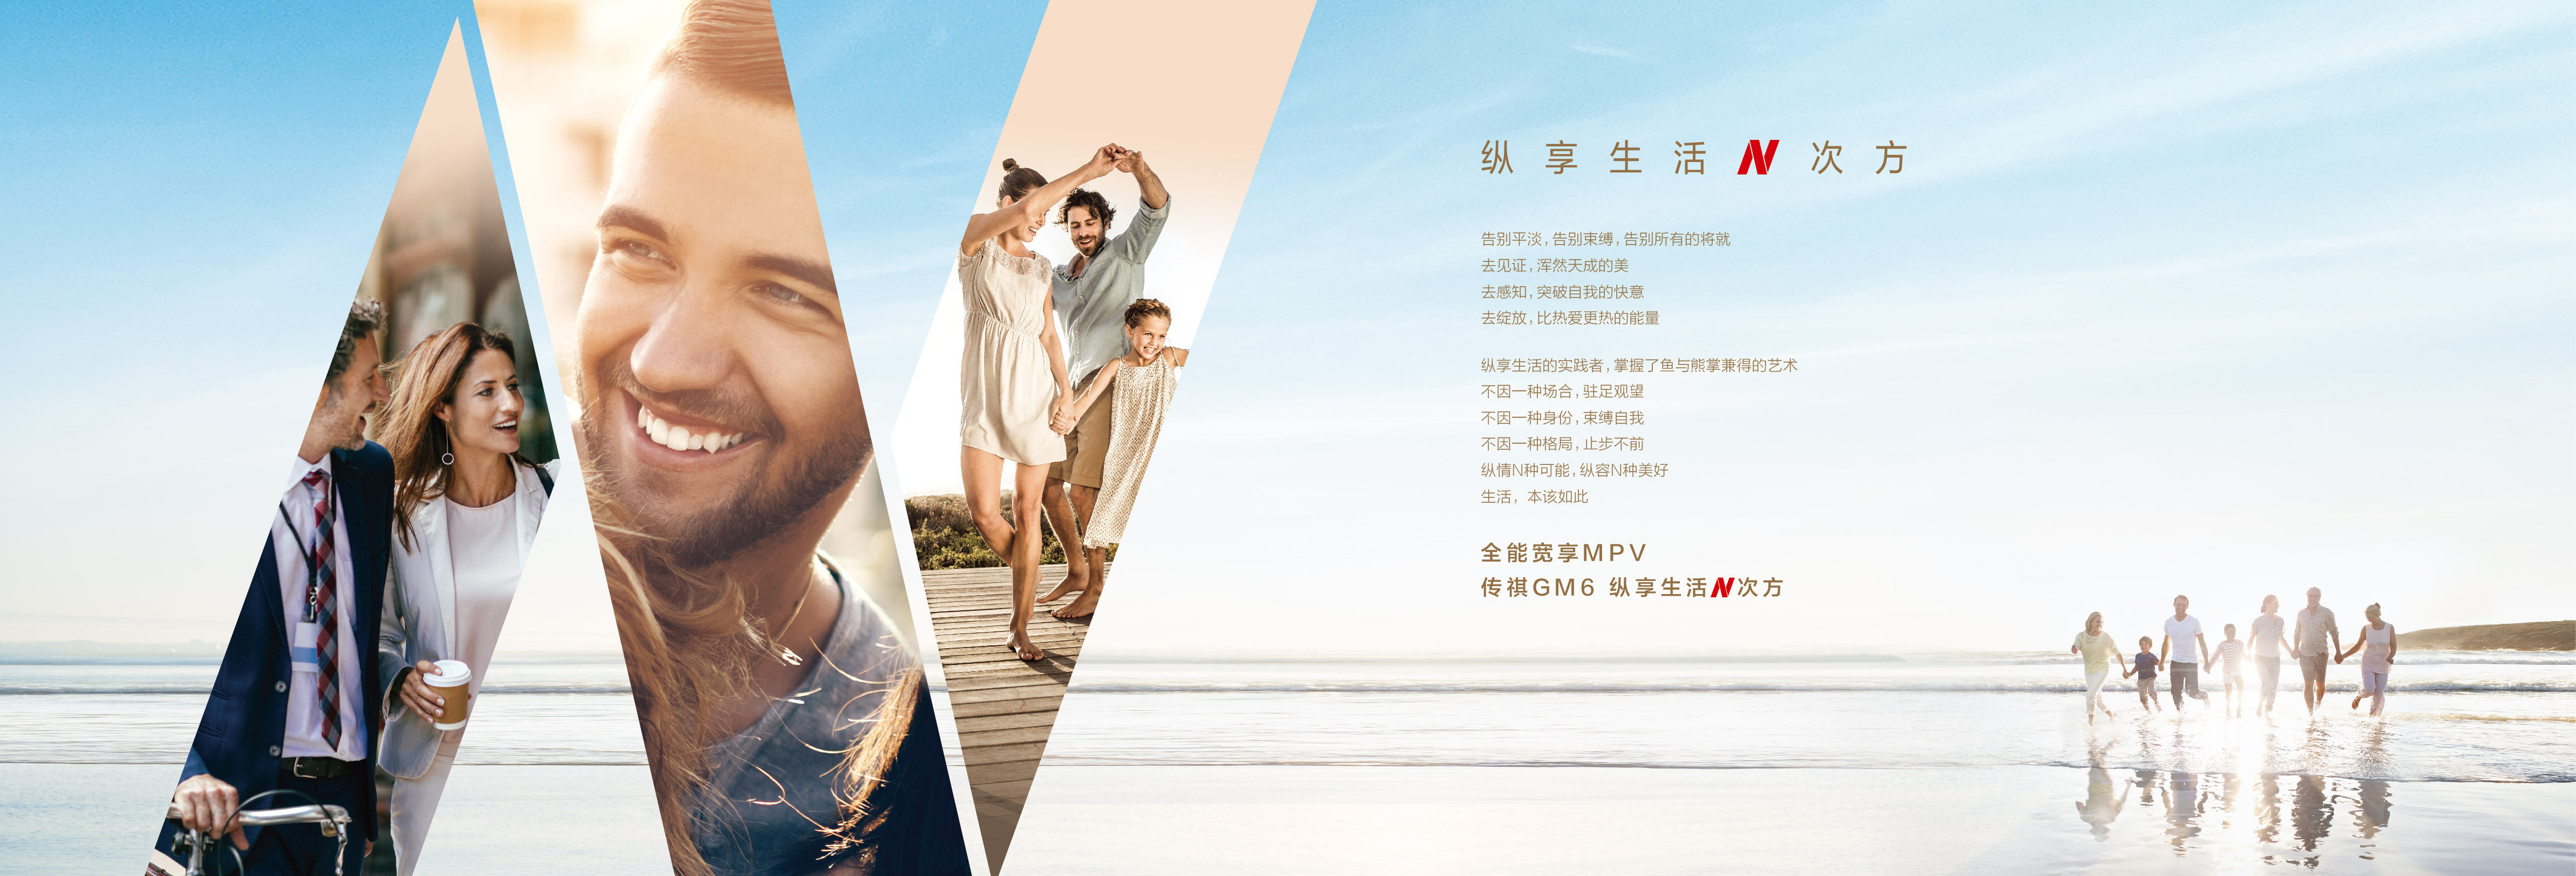 纵享生活N次方
告别平淡，告别束缚，告别所有的将就
去见证，浑然天成的美
去感知，突破自我的快意
去绽放，比热爱更热的能量
纵享生活的实践者，掌握了鱼与熊掌兼得的艺术
不因一种场合，驻足观望
不因一种身份，束缚自我
不因一种格局，止步不前
纵情N种可能，纵容N种美好
生活，本该如此
全能宽享MPV
传祺GM6 纵享生活N次方